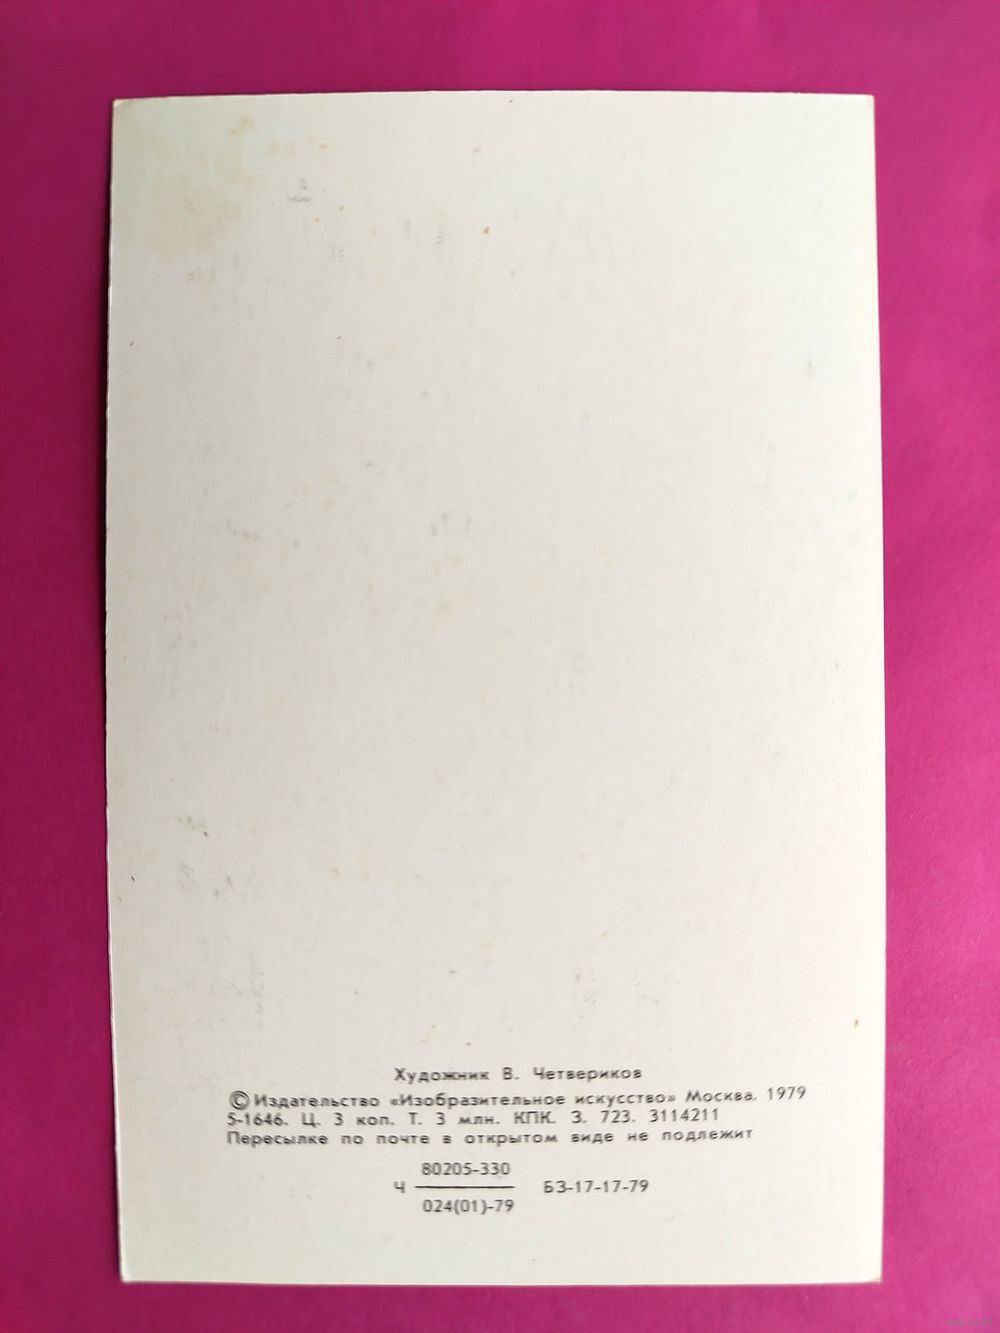 Художник В. Четвериков
© Издательство «Изобразительное искусство» Москва. 1979
5-1646. Ц. 3 коп. Т. 3 млн. КПК. З. 723. 3114211
Пересылке по почте в открытом виде не подлежит
80205-330
Ч БЗ-17-17-79
024(01)-79